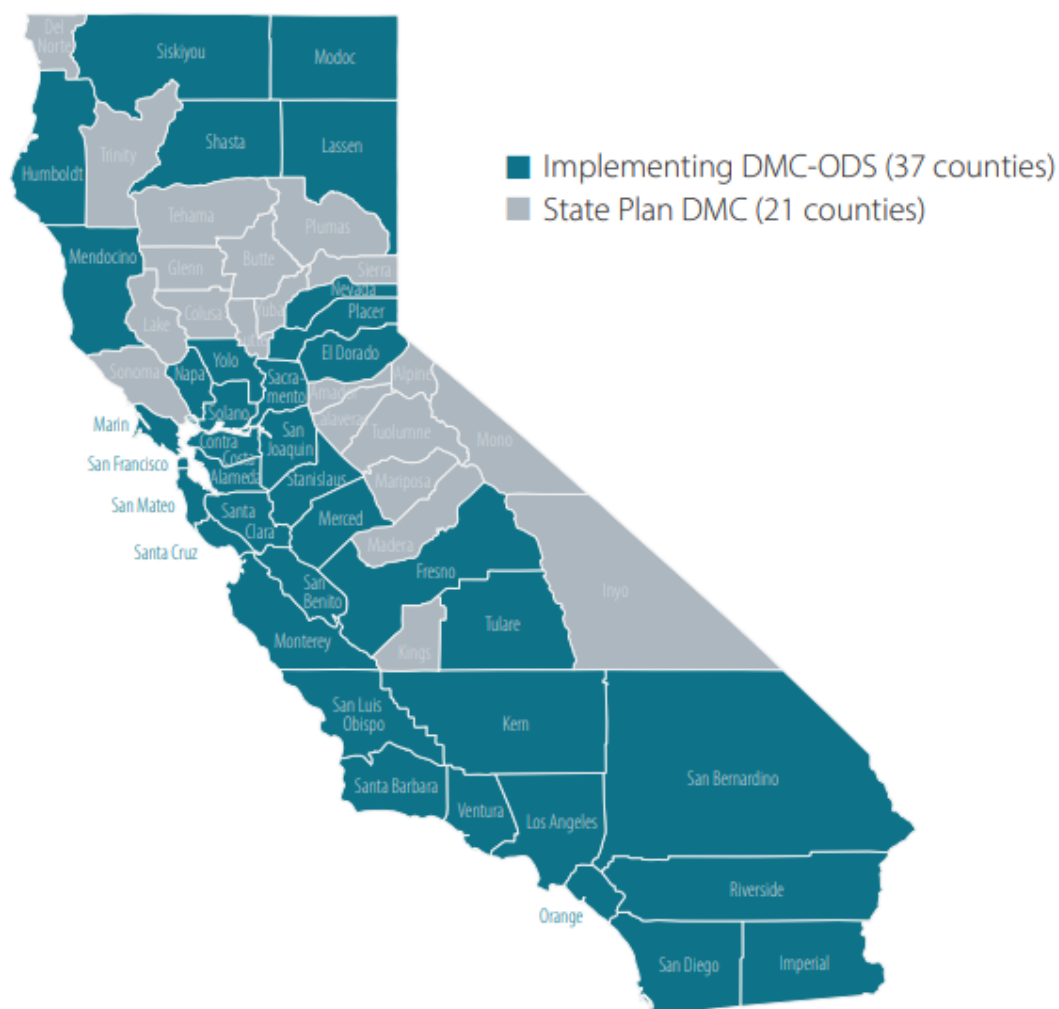 Del
Norte
Siskiyou
Modoc
Humboldt
Trinity
Shasta
Lassen
Implementing DMC-ODS (37 counties)
State Plan DMC (21 counties)
Tehama
Plumas
Mendocino
Glenn
Butte
Sierra
Nevada
Lake
Colusa
Yuba
Placer
Sutter
El Dorado
Sonoma
Napa
Yolo
Sacra-
mento
Alpine
Amador
Solano
Calaveras
Marin
Contra
Costa
San
Joaquin
Tuolumne
Mono
San Francisco
Alameda
Stanislaus
Mariposa
San Mateo
Santa
Clara
Merced
Santa Cruz
Madera
Fresno
San
Benito
Inyo
Monterey
Kings
Tulare
San Luis
Obispo
Kern
Santa Barbara
Ventura
Los Angeles
San Bernardino
Orange
Riverside
San Diego
Imperial